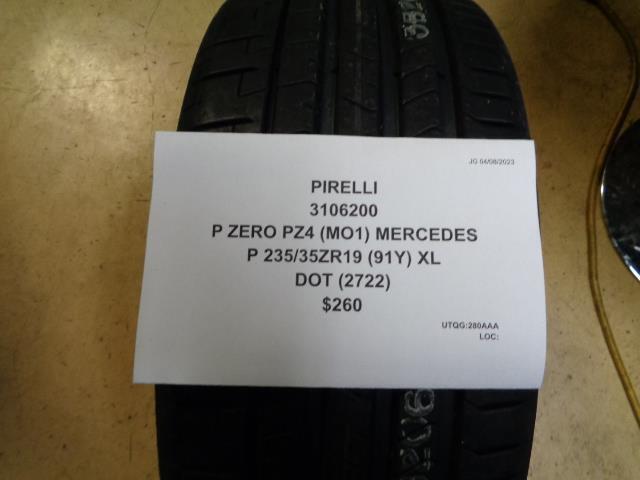 JG 04/08/2023
PIRELLI
3106200
P ZERO PZ4 (MO1) MERCEDES
P 235/35ZR19 (91Y) XL
DOT (2722)
$260
UTQG:280AAA
LOC: